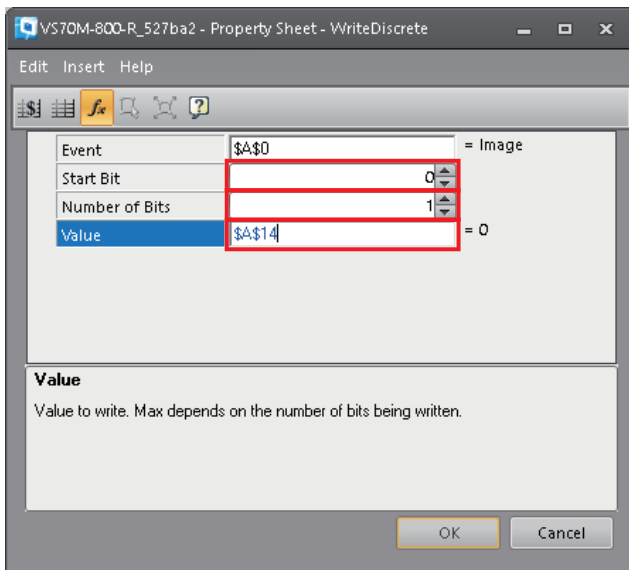 VS70M-800-R_527ba2 - Property Sheet - WriteDiscrete
Edit Insert Help
Event $A$0 = Image
Start Bit 0
Number of Bits 1
Value $A$14 = 0
Value
Value to write. Max depends on the number of bits being written.
OK Cancel